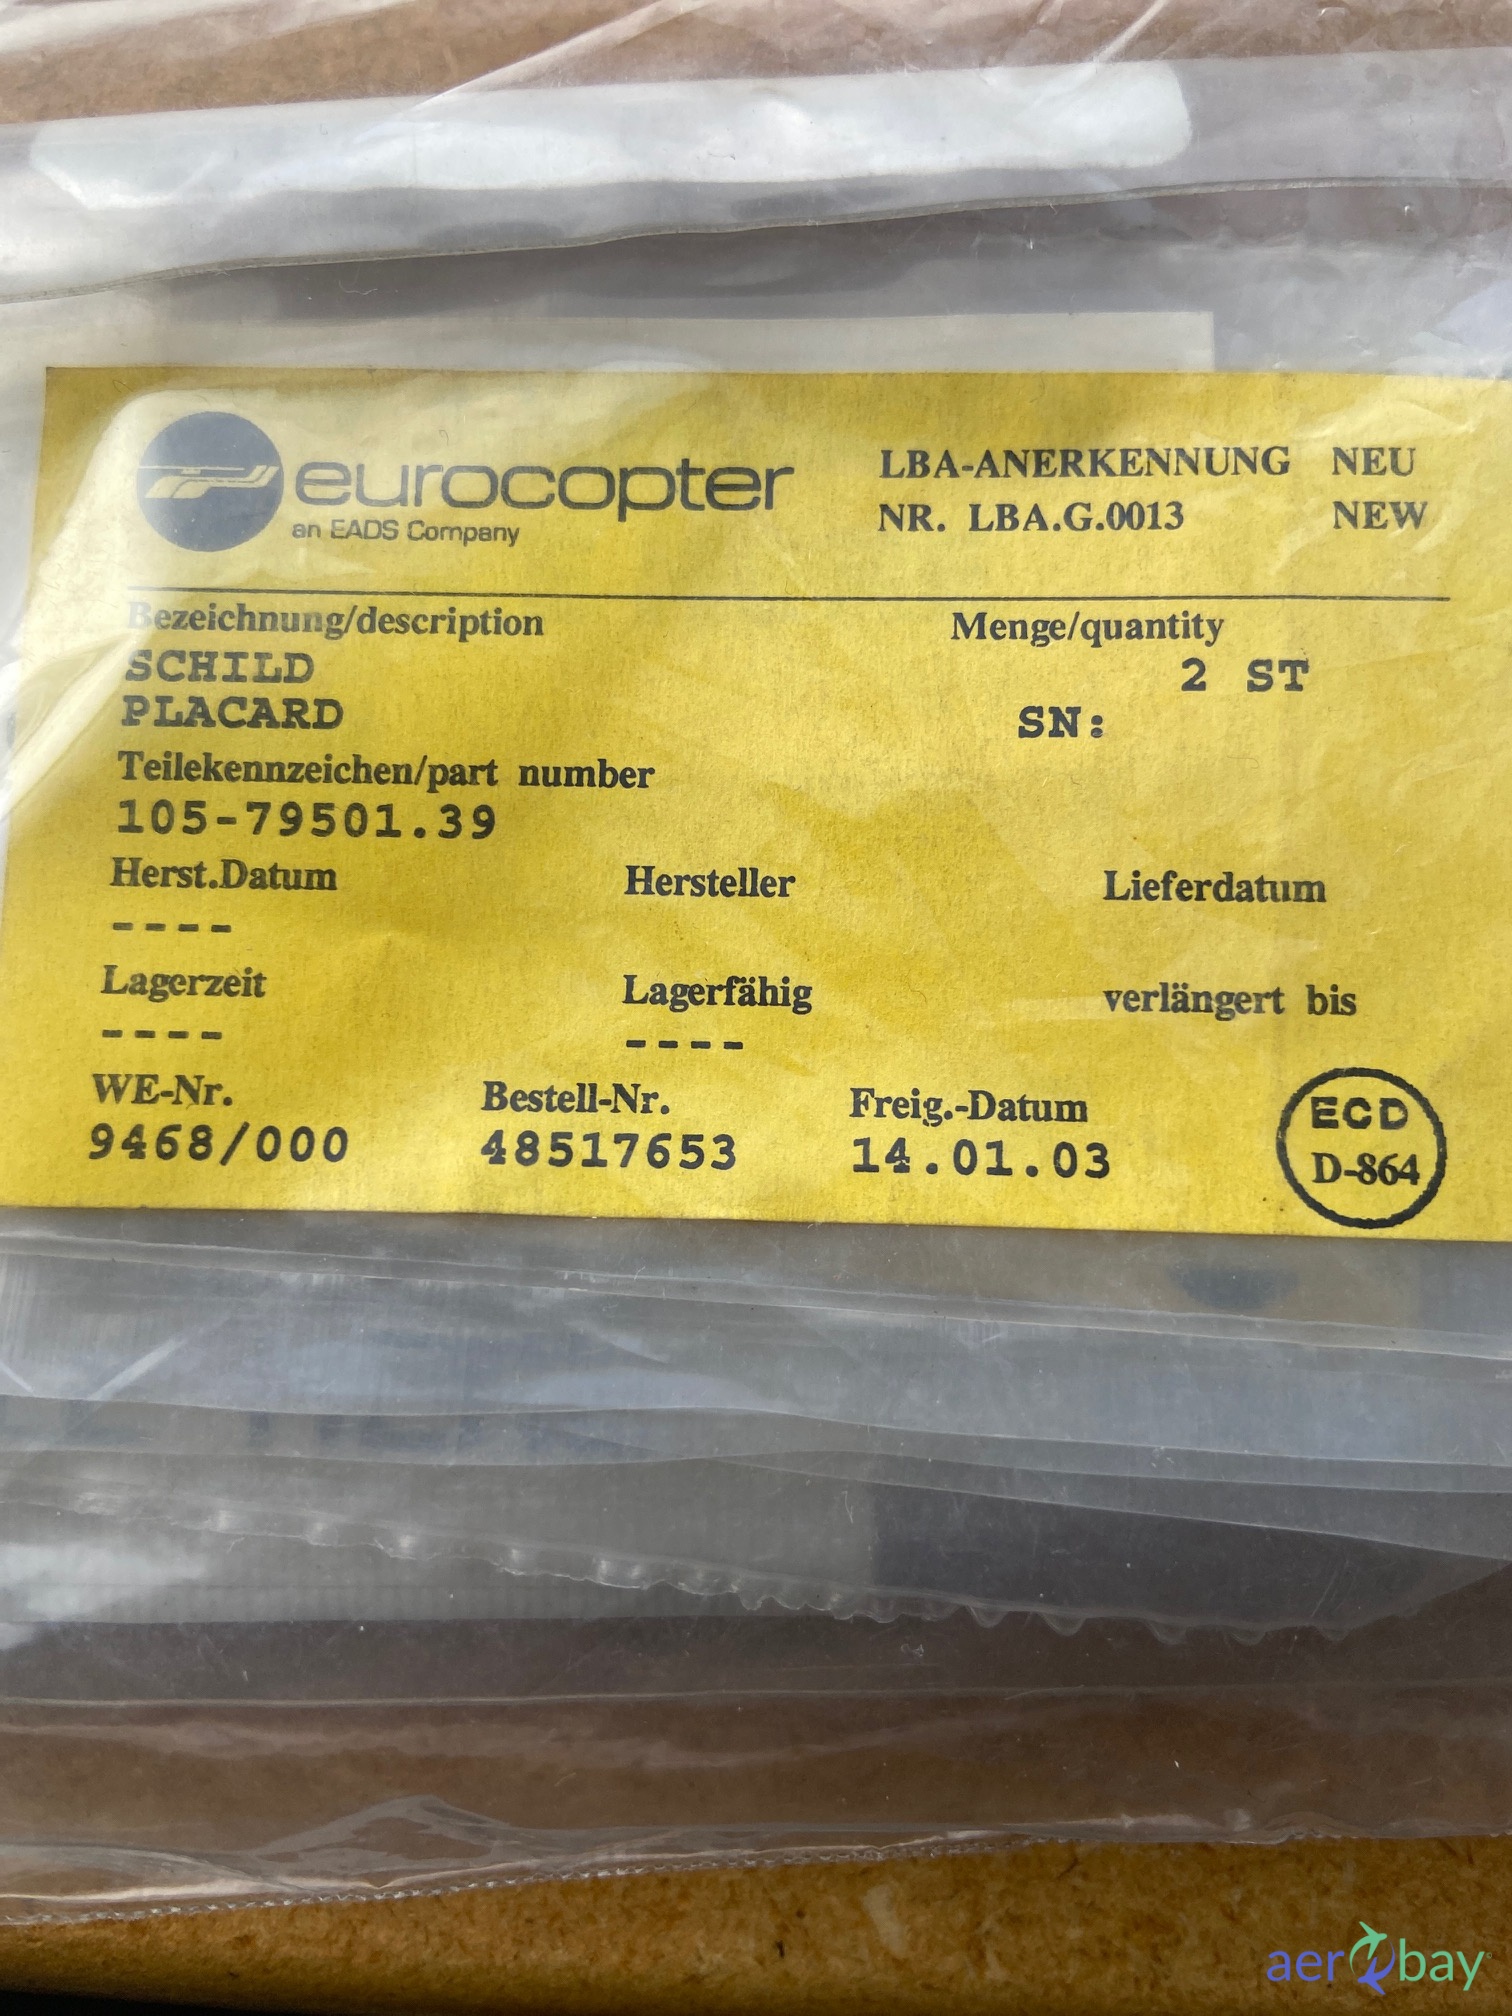 eurocopter
an EADS Company
LBA-ANERKENNUNG NEU
NR. LBA.G.0013 NEW
Bezeichnung/description Menge/quantity
SCHILD 2 ST
PLACARD SN:
Teilekennzeichen/part number
105-79501.39
Herst.Datum Hersteller Lieferdatum
----
Lagerzeit Lagerfähig verlängert bis
---- ----
WE-Nr. Bestell-Nr. Freig.-Datum
9468/000 48517653 14.01.03
ECD
D-864
aerobay